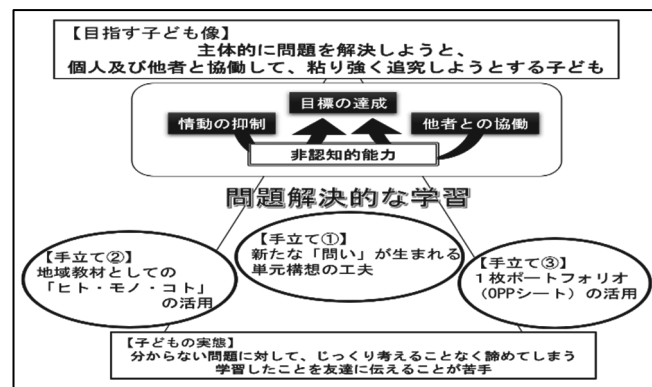 【目指す子ども像】
主体的に問題を解決しようと、
個人及び他者と協働して、粘り強く追究しようとする子ども
目標の達成
情動の抑制
他者との協働
非認知的能力
問題解決的な学習
【手立て①】
新たな「問い」が生まれる
単元構想の工夫
【手立て②】
地域教材としての
「ヒト・モノ・コト」
の活用
【手立て③】
1枚ポートフォリオ
(OPPシート)の活用
【子どもの実態】
分からない問題に対して、じっくり考えることなく諦めてしまう
学習したことを友達に伝えることが苦手